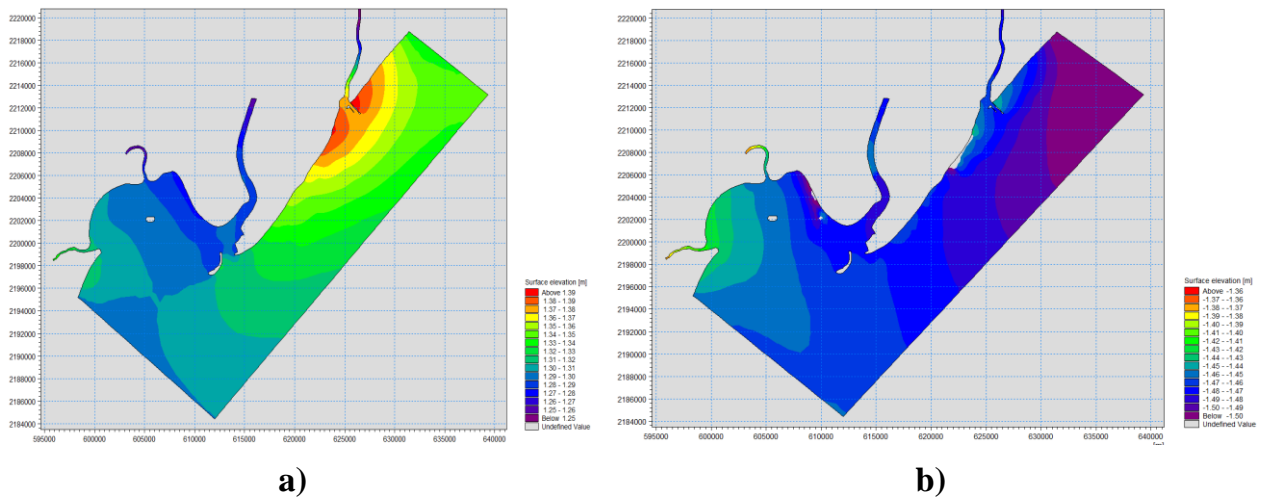 2220000
2218000
2216000
2214000
2212000
2210000
2208000
2206000
2204000
2202000
2200000
2198000
2196000
2194000
2192000
2190000
2188000
2186000
2184000
595000 600000 605000 610000 615000 620000 625000 630000 635000 640000
Surface elevation [m]
Above 1.39
1.38 - 1.39
1.37 - 1.38
1.36 - 1.37
1.35 - 1.36
1.34 - 1.35
1.33 - 1.34
1.32 - 1.33
1.31 - 1.32
1.30 - 1.31
1.29 - 1.30
1.28 - 1.29
1.27 - 1.28
1.26 - 1.27
1.25 - 1.26
Below 1.25
Undefined Value
a)
2220000
2218000
2216000
2214000
2212000
2210000
2208000
2206000
2204000
2202000
2200000
2198000
2196000
2194000
2192000
2190000
2188000
2186000
2184000
595000 600000 605000 610000 615000 620000 625000 630000 635000 640000
Surface elevation [m]
Above -1.36
-1.37 - -1.36
-1.38 - -1.37
-1.39 - -1.38
-1.40 - -1.39
-1.41 - -1.40
-1.42 - -1.41
-1.43 - -1.42
-1.44 - -1.43
-1.45 - -1.44
-1.46 - -1.45
-1.47 - -1.46
-1.48 - -1.47
-1.49 - -1.48
-1.50 - -1.49
Below -1.50
Undefined Value
b)